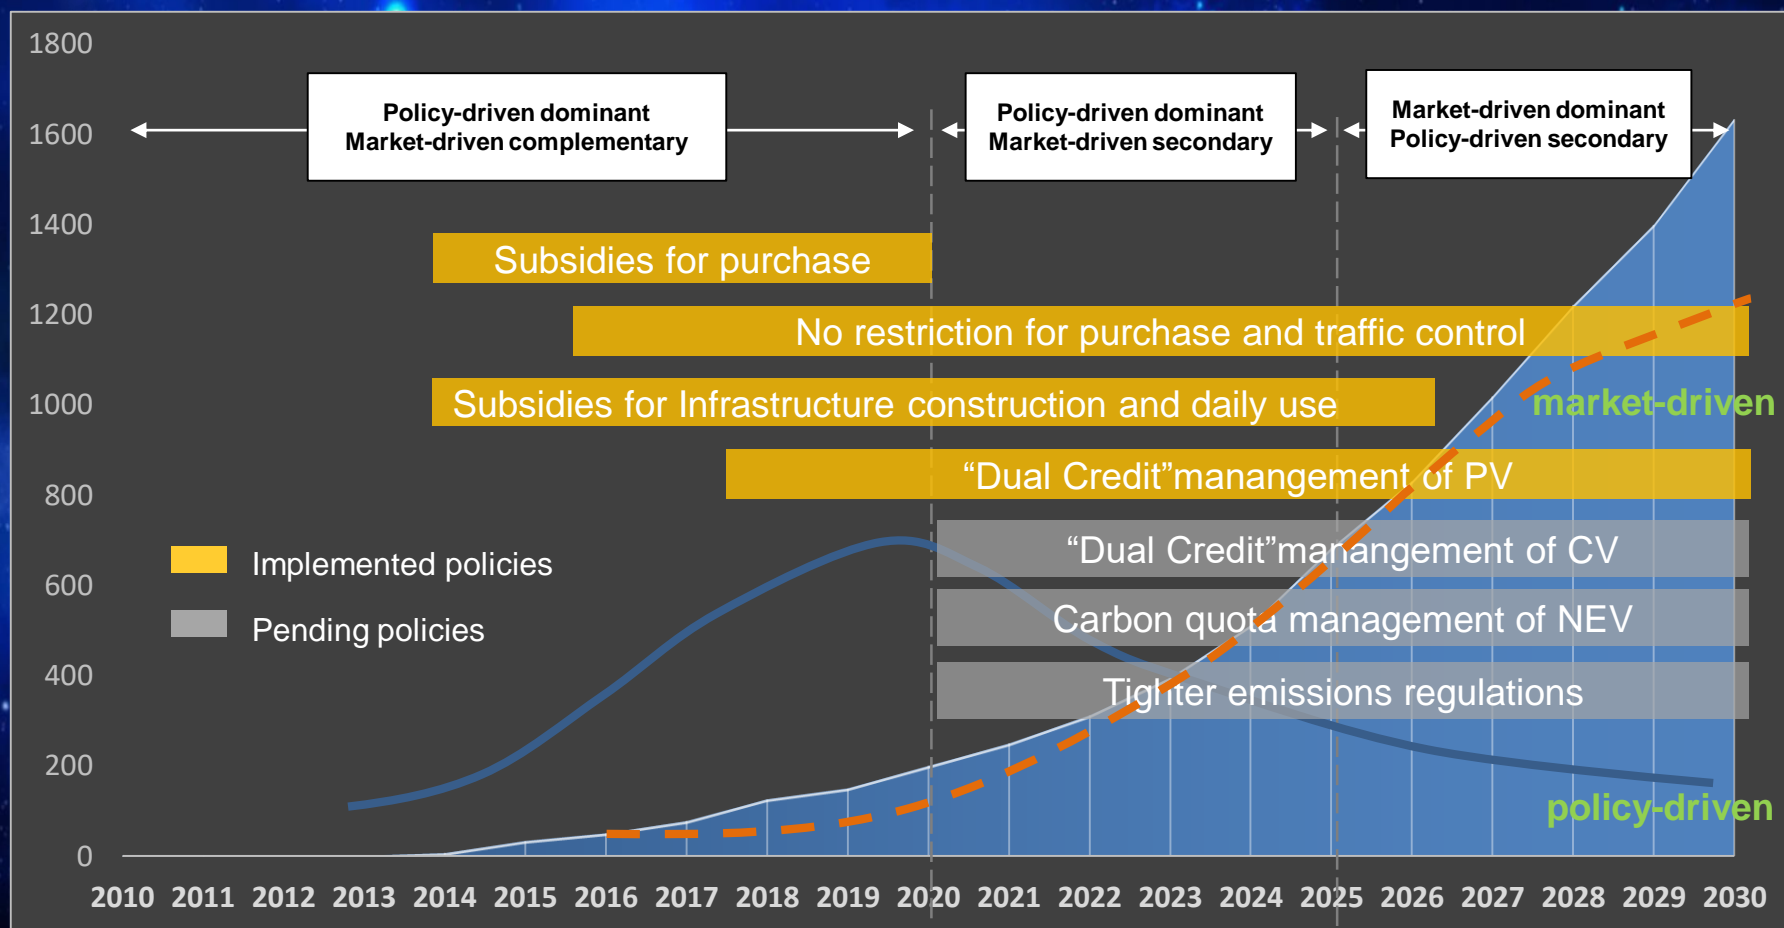 1800
1600
1400
1200
1000
800
600
400
200
0
Policy-driven dominant
Market-driven complementary
Policy-driven dominant
Market-driven secondary
Market-driven dominant
Policy-driven secondary
Subsidies for purchase
No restriction for purchase and traffic control
Subsidies for Infrastructure construction and daily use
market-driven
“Dual Credit”manangement of PV
“Dual Credit”manangement of CV
Implemented policies
Carbon quota management of NEV
Pending policies
Tighter emissions regulations
policy-driven
2010 2011 2012 2013 2014 2015 2016 2017 2018 2019 2020 2021 2022 2023 2024 2025 2026 2027 2028 2029 2030